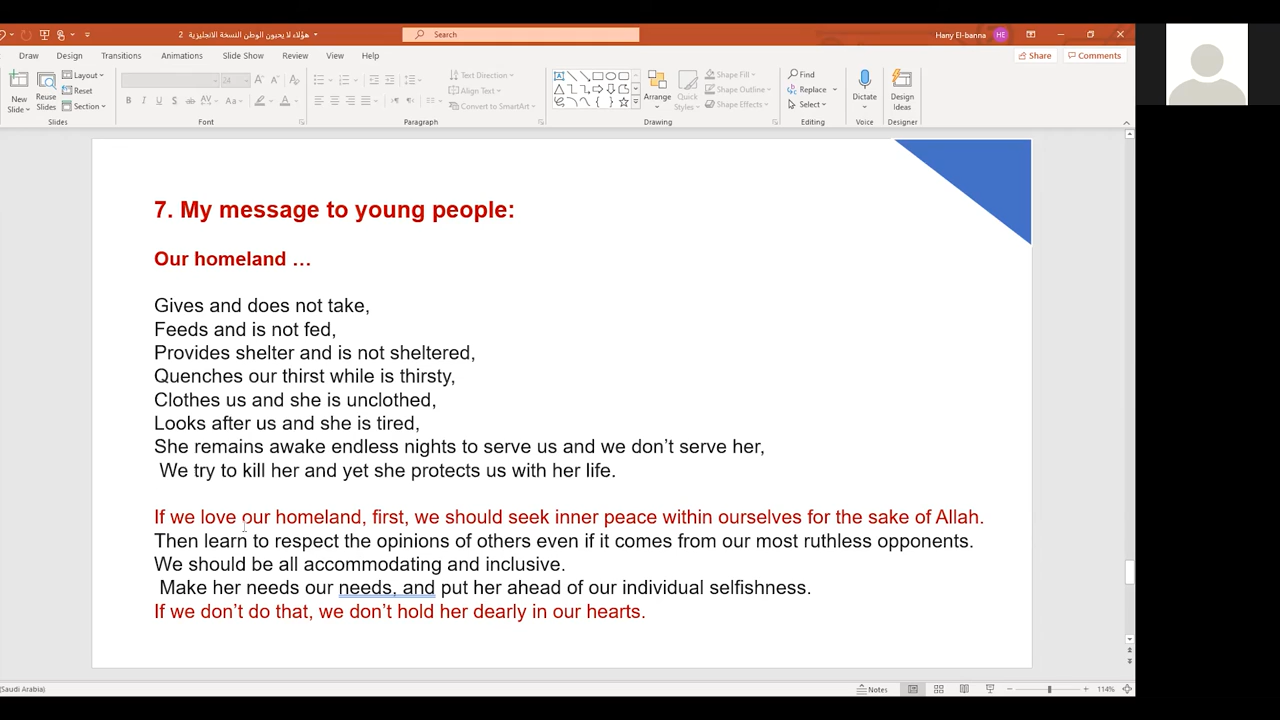 هؤلاء لا يحبون الوطن النسخة الانجليزية 2
Search
Hany El-banna
HE
Draw
Design
Transitions
Animations
Slide Show
Review
View
Help
Share
Comments
New Slide
Reuse Slides
Layout
Reset
Section
24
B I U S ab Aa A
Text Direction
Align Text
Convert to SmartArt
Arrange
Quick Styles
Shape Fill
Shape Outline
Shape Effects
Find
Replace
Select
Dictate
Design Ideas
Slides
Font
Paragraph
Drawing
Editing
Voice
Designer
7. My message to young people:
Our homeland …
Gives and does not take,
Feeds and is not fed,
Provides shelter and is not sheltered,
Quenches our thirst while is thirsty,
Clothes us and she is unclothed,
Looks after us and she is tired,
She remains awake endless nights to serve us and we don’t serve her,
We try to kill her and yet she protects us with her life.
If we love our homeland, first, we should seek inner peace within ourselves for the sake of Allah.
Then learn to respect the opinions of others even if it comes from our most ruthless opponents.
We should be all accommodating and inclusive.
Make her needs our needs, and put her ahead of our individual selfishness.
If we don’t do that, we don’t hold her dearly in our hearts.
(Saudi Arabia)
Notes
114%